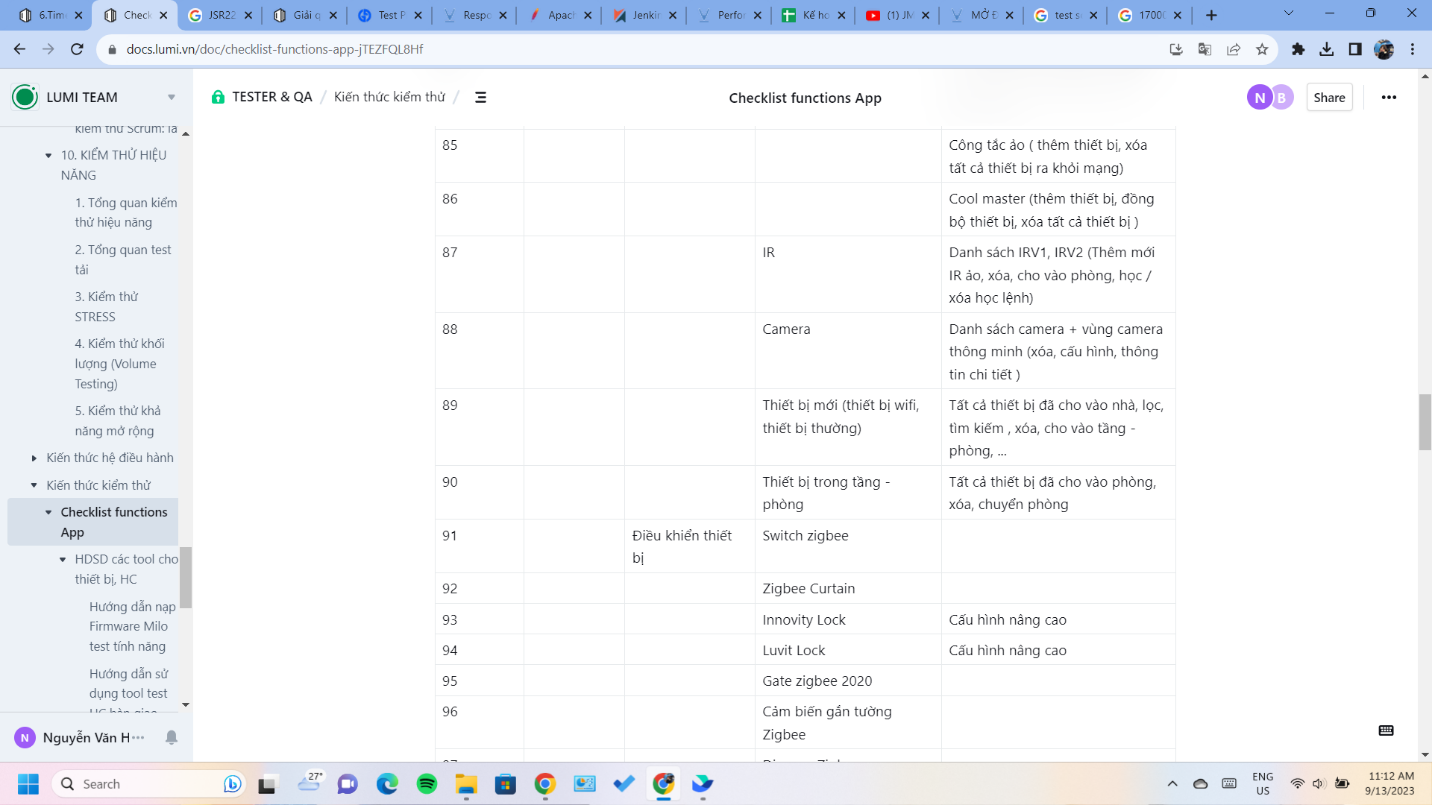 6.Tim
Check
JSR22
Giải q
Test P
Respo
Apach
Jenkin
Perfor
Kế ho
(1) JM
MỞ Đ
test se
1700(
docs.lumi.vn/doc/checklist-functions-app-jTEZFQL8Hf
LUMI TEAM
TESTER & QA / Kiến thức kiểm thử /
Checklist functions App
N
B
Share
kiểm thử Scrum: là
10. KIỂM THỬ HIỆU
NĂNG
1. Tổng quan kiểm
thử hiệu năng
2. Tổng quan test
tải
3. Kiểm thử
STRESS
4. Kiểm thử khối
lượng (Volume
Testing)
5. Kiểm thử khả
năng mở rộng
Kiến thức hệ điều hành
Kiến thức kiểm thử
Checklist functions
App
HDSD các tool cho
thiết bị, HC
Hướng dẫn nạp
Firmware Milo
test tính năng
Hướng dẫn sử
dụng tool test
HC bàn giao
N
Nguyễn Văn H
85
Công tắc ảo ( thêm thiết bị, xóa
tất cả thiết bị ra khỏi mạng)
86
Cool master (thêm thiết bị, đồng
bộ thiết bị, xóa tất cả thiết bị )
87
IR
Danh sách IRV1, IRV2 (Thêm mới
IR ảo, xóa, cho vào phòng, học /
xóa học lệnh)
88
Camera
Danh sách camera + vùng camera
thông minh (xóa, cấu hình, thông
tin chi tiết )
89
Thiết bị mới (thiết bị wifi,
thiết bị thường)
Tất cả thiết bị đã cho vào nhà, lọc,
tìm kiếm , xóa, cho vào tầng -
phòng, ...
90
Thiết bị trong tầng -
phòng
Tất cả thiết bị đã cho vào phòng,
xóa, chuyển phòng
91
Điều khiển thiết
bị
Switch zigbee
92
Zigbee Curtain
93
Innovity Lock
Cấu hình nâng cao
94
Luvit Lock
Cấu hình nâng cao
95
Gate zigbee 2020
96
Cảm biến gắn tường
Zigbee
Search
27°
ENG
US
11:12 AM
9/13/2023